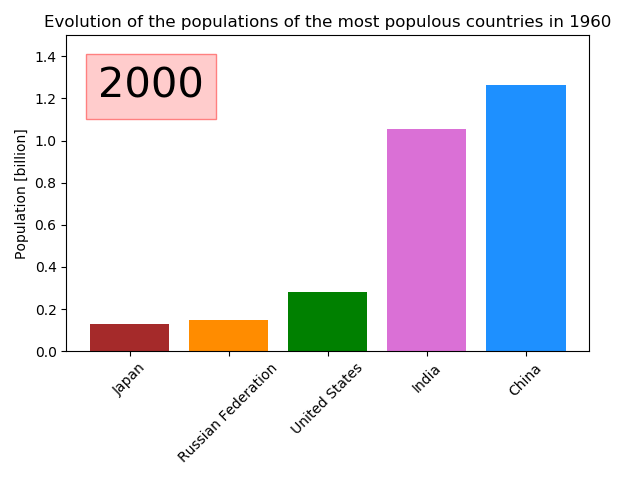 Evolution of the populations of the most populous countries in 1960
2000
Population [billion]
1.4
1.2
1.0
0.8
0.6
0.4
0.2
0.0
Japan
Russian Federation
United States
India
China